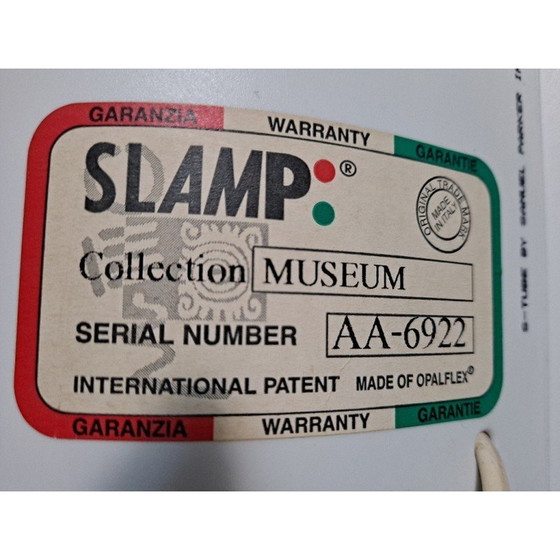 GARANZIA WARRANTY GARANTIE
SLAMP:®
ORIGINAL TRADE MARK
MADE IN ITALY
Collection MUSEUM
SERIAL NUMBER AA-6922
INTERNATIONAL PATENT MADE OF OPALFLEX®
GARANZIA WARRANTY GARANTIE
S-TUBE BY SAMUEL PARKER